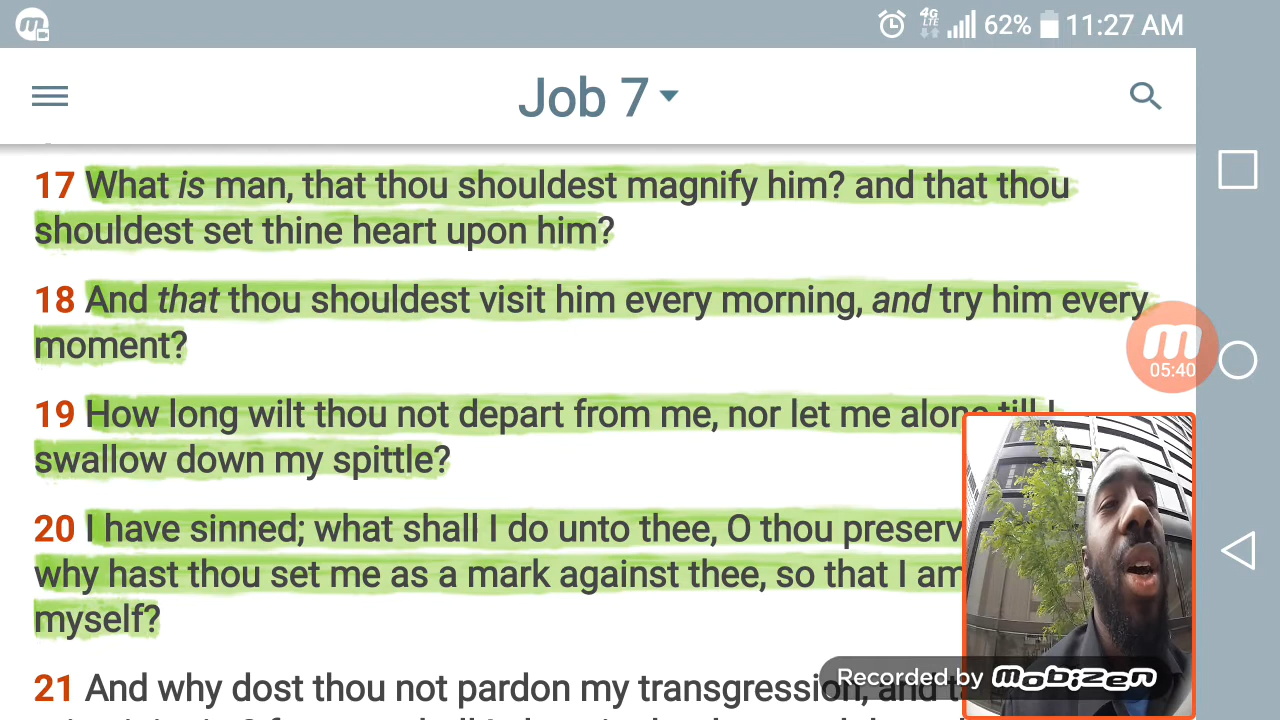 4G LTE 62% 11:27 AM
Job 7
17 What is man, that thou shouldest magnify him? and that thou
shouldest set thine heart upon him?
18 And that thou shouldest visit him every morning, and try him every
moment?
m
05:40
19 How long wilt thou not depart from me, nor let me alone till I
swallow down my spittle?
20 I have sinned; what shall I do unto thee, O thou preserv
why hast thou set me as a mark against thee, so that I am
myself?
21 And why dost thou not pardon my transgression, and
Recorded by mobizen